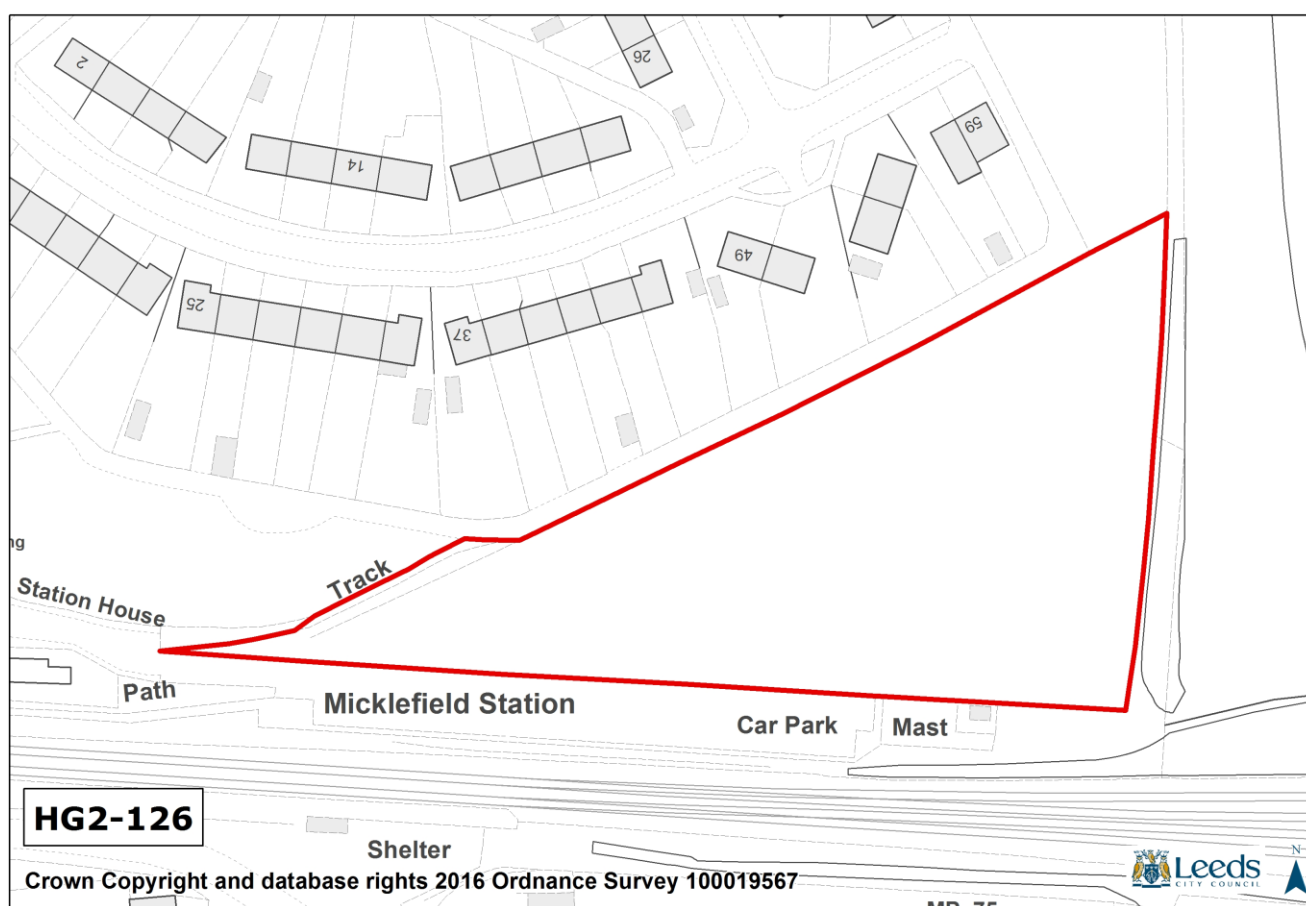 2
26
59
14
49
25
37
ng
Track
Station House
Path
Micklefield Station
Car Park
Mast
HG2-126
Shelter
Crown Copyright and database rights 2016 Ordnance Survey 100019567
Leeds
CITY COUNCIL
N